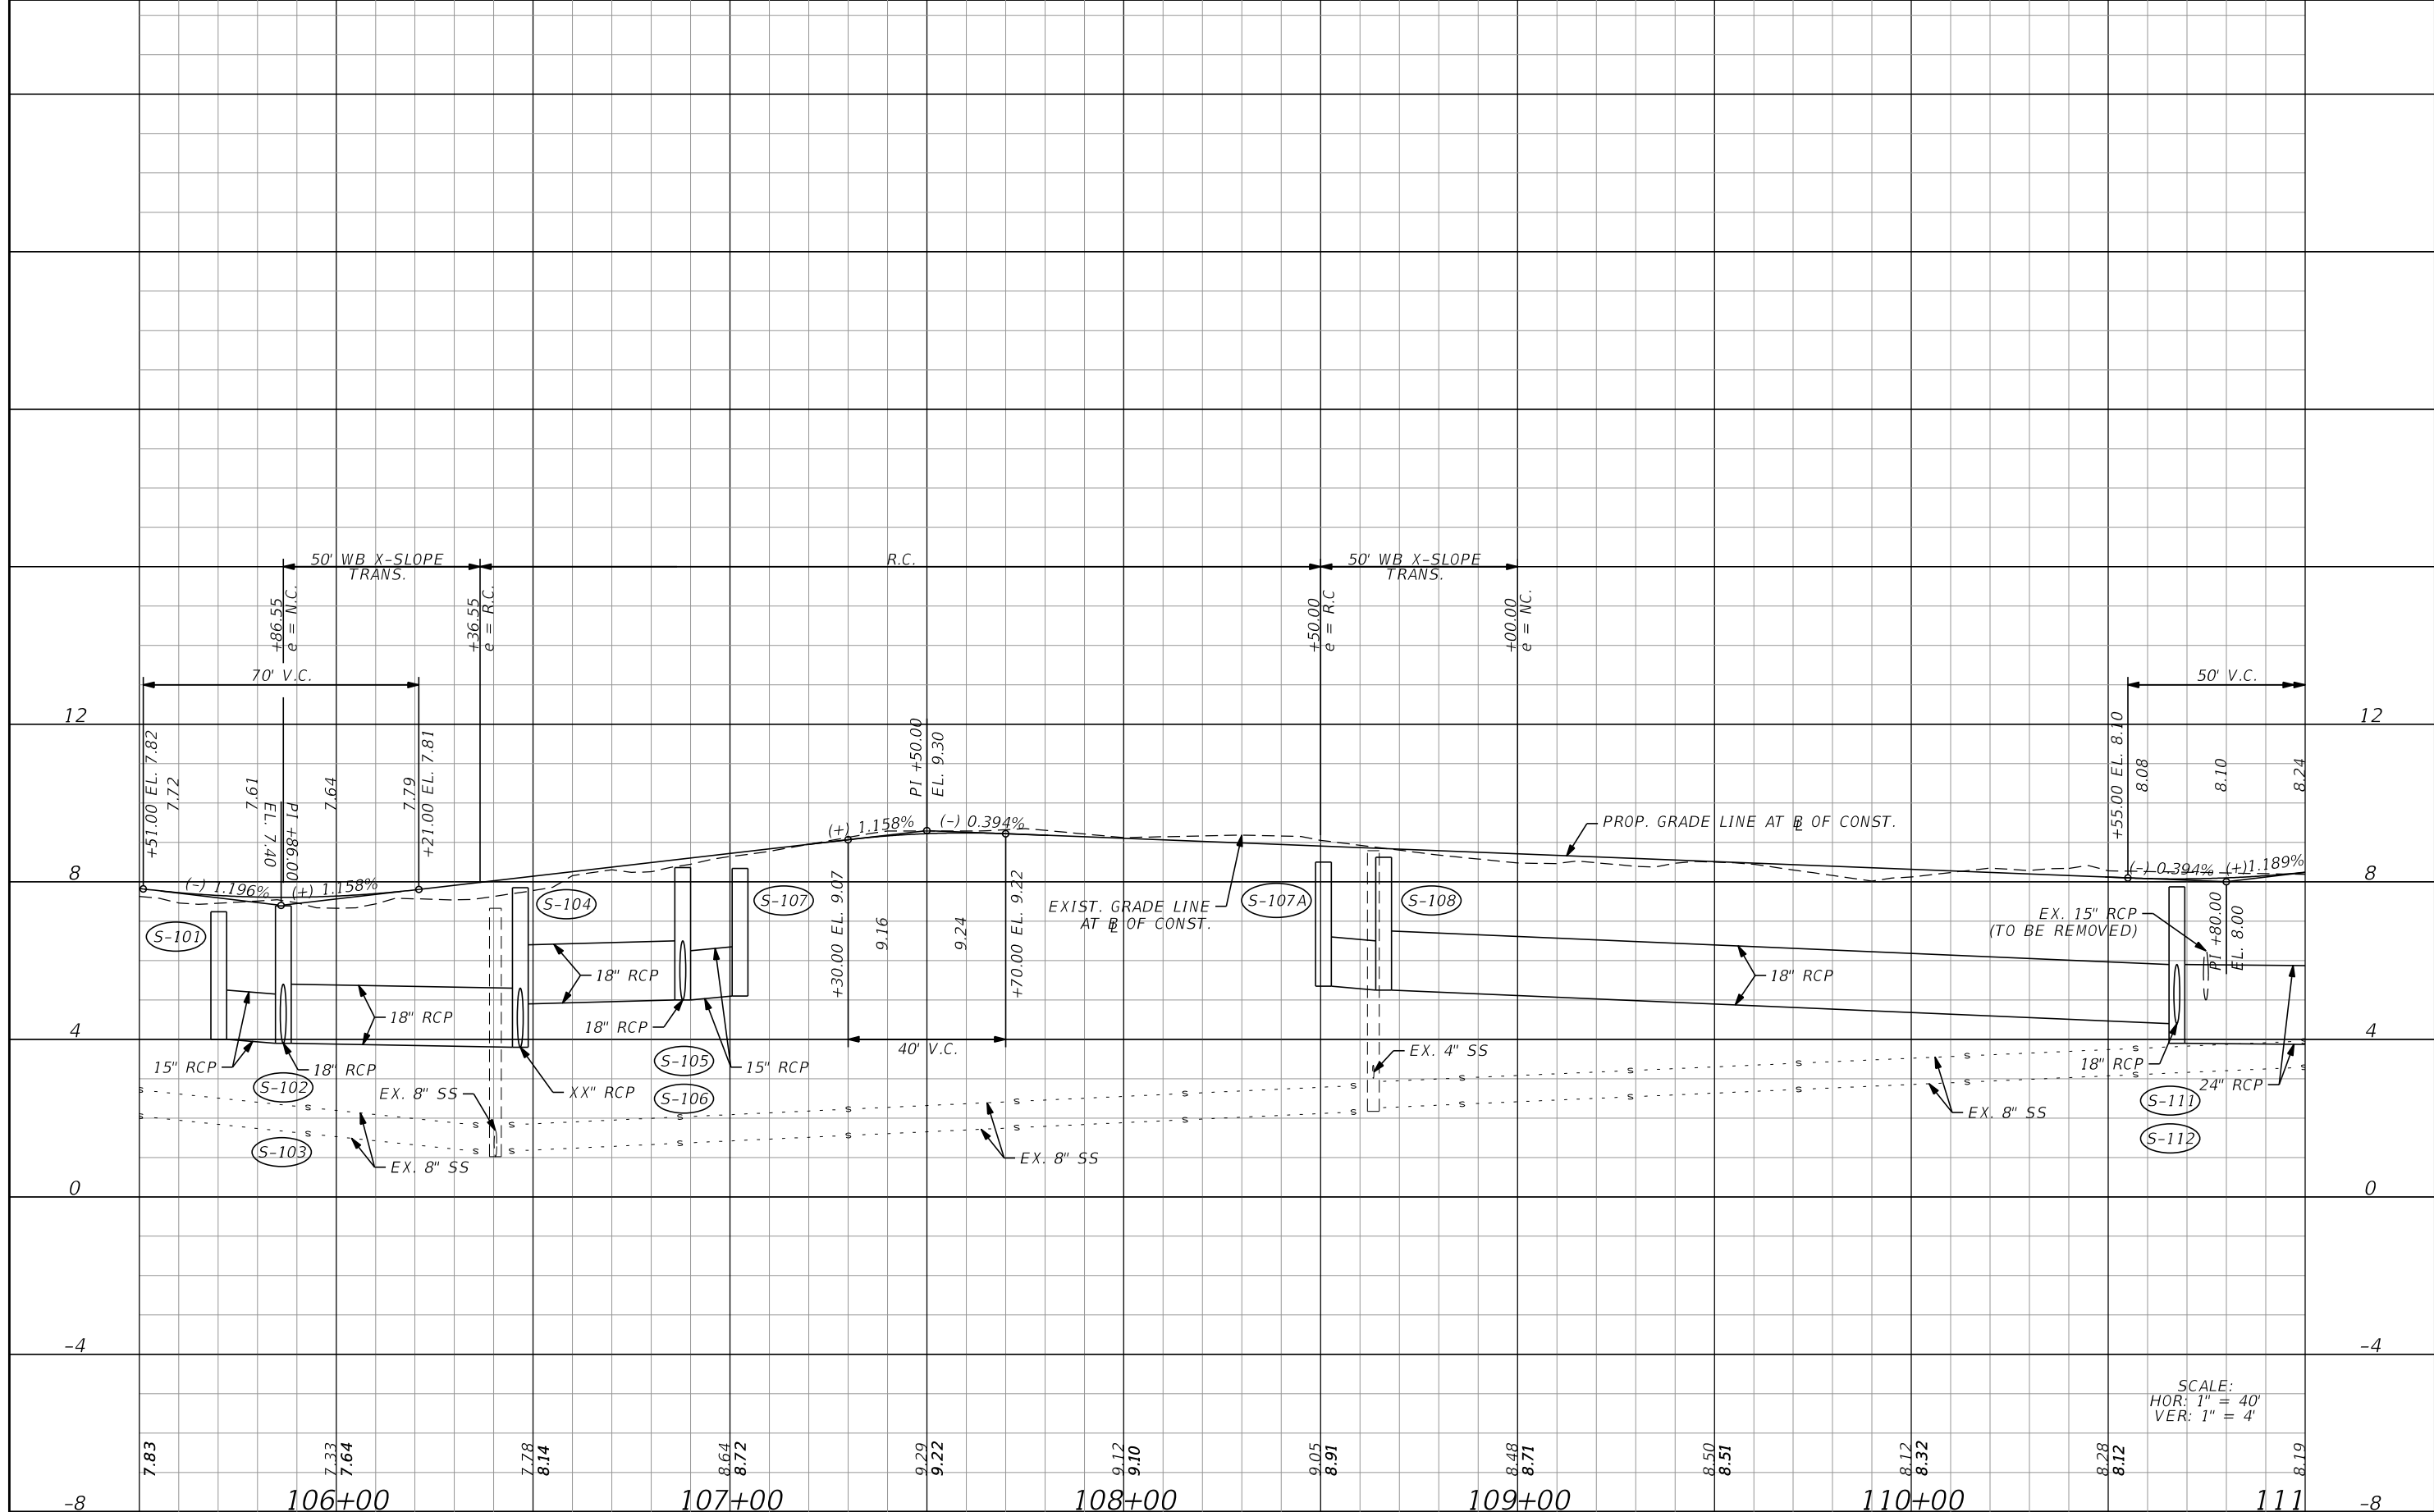 50' WB X-SLOPE
TRANS.
R.C.
50' WB X-SLOPE
TRANS.
+86.55
e = N.C.
+36.55
e = R.C.
+50.00
e = R.C
+00.00
e = NC.
70' V.C.
50' V.C.
12
12
+51.00 EL. 7.82
7.72
7.61
EL. 7.40
PI +86.00
7.64
7.79
+21.00 EL. 7.81
PI +50.00
EL. 9.30
+55.00 EL. 8.10
8.08
8.10
8.24
(+) 1.158%
(-) 0.394%
PROP. GRADE LINE AT BL OF CONST.
8
8
(-) 1.196%
(+) 1.158%
(-) 0.394%
(+)1.189%
S-101
S-104
S-107
+30.00 EL. 9.07
9.16
9.24
+70.00 EL. 9.22
EXIST. GRADE LINE
AT BL OF CONST.
S-107A
S-108
EX. 15" RCP
(TO BE REMOVED)
PI +80.00
EL. 8.00
18" RCP
18" RCP
18" RCP
18" RCP
4
4
40' V.C.
EX. 4" SS
15" RCP
18" RCP
S-105
15" RCP
18" RCP
24" RCP
S-102
EX. 8" SS
XX" RCP
S-106
S-111
EX. 8" SS
S-103
EX. 8" SS
EX. 8" SS
S-112
0
0
-4
-4
SCALE:
HOR: 1" = 40'
VER: 1" = 4'
7.83
7.33
7.64
7.78
8.14
8.64
8.72
9.29
9.22
9.12
9.10
9.05
8.91
8.48
8.71
8.50
8.51
8.12
8.32
8.28
8.12
8.19
-8
106+00
107+00
108+00
109+00
110+00
111
-8